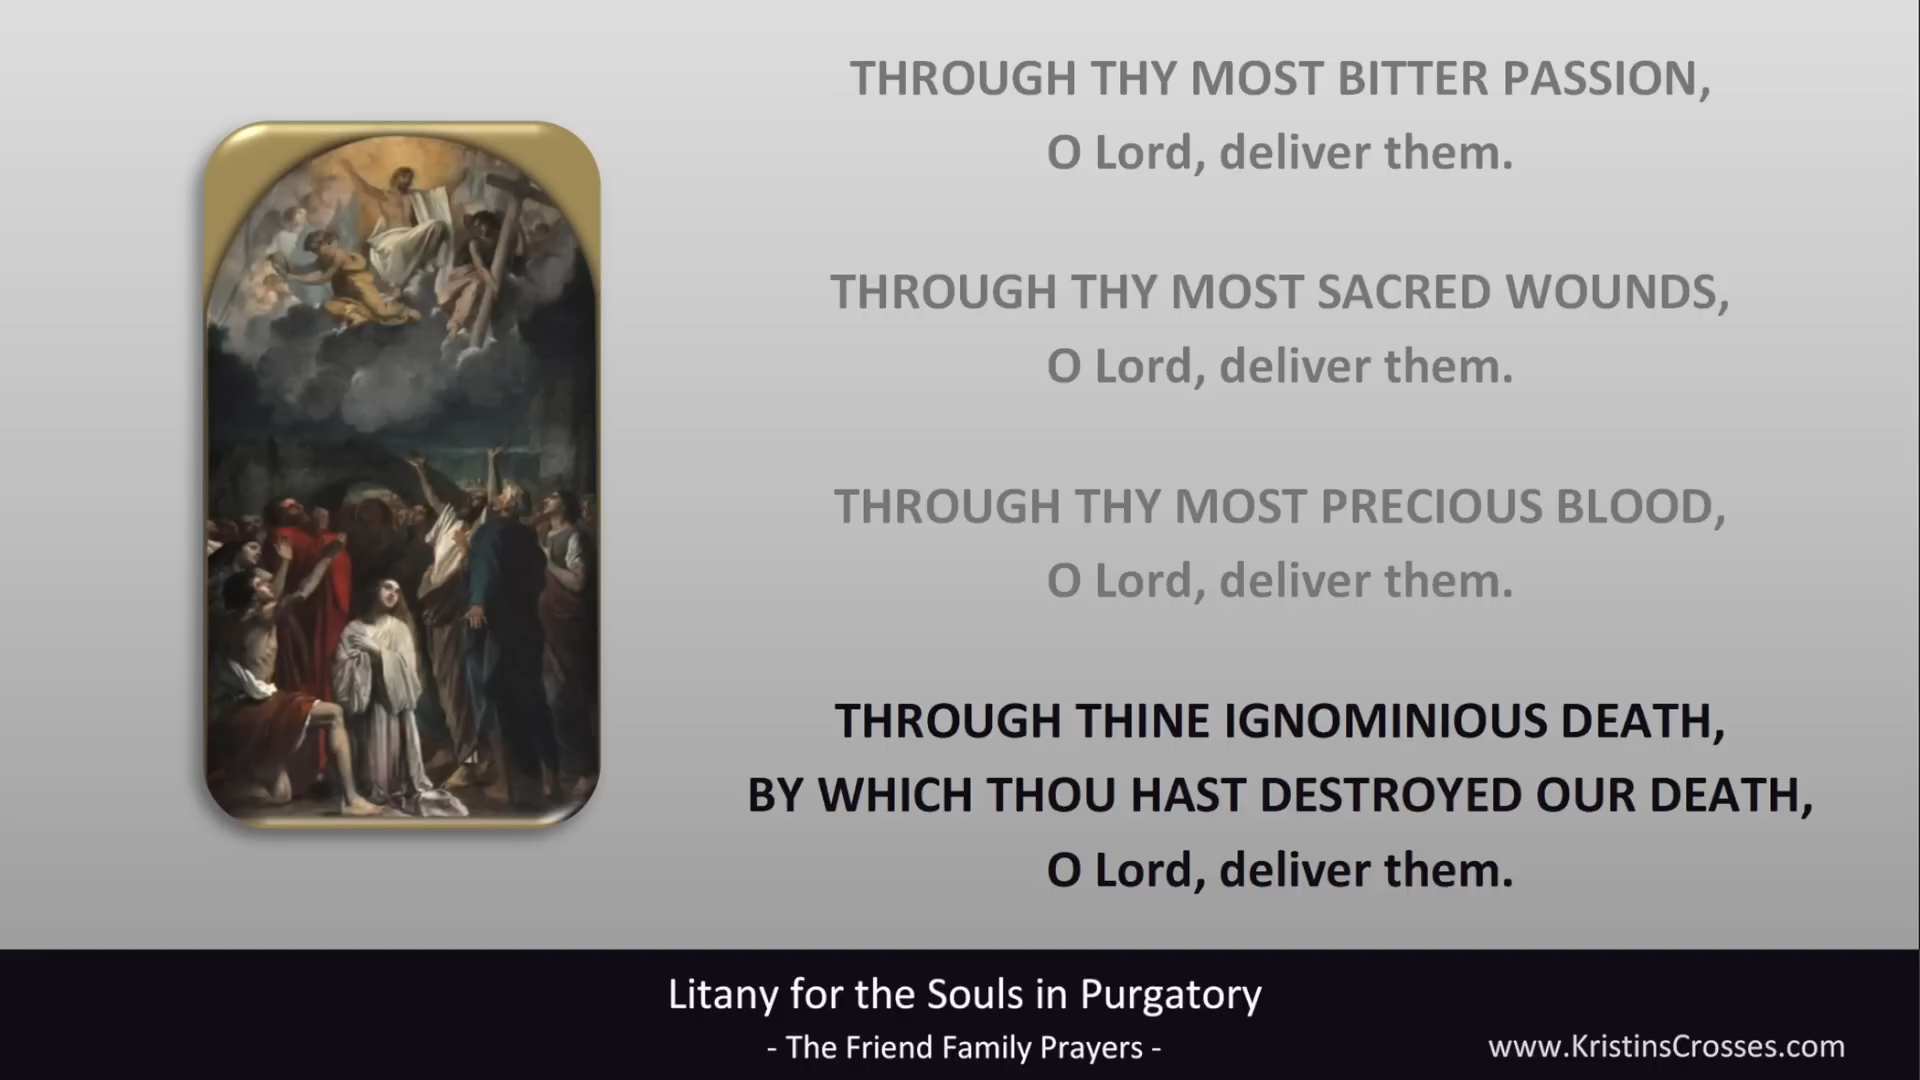 THROUGH THY MOST BITTER PASSION,
O Lord, deliver them.
THROUGH THY MOST SACRED WOUNDS,
O Lord, deliver them.
THROUGH THY MOST PRECIOUS BLOOD,
O Lord, deliver them.
THROUGH THINE IGNOMINIOUS DEATH,
BY WHICH THOU HAST DESTROYED OUR DEATH,
O Lord, deliver them.
Litany for the Souls in Purgatory
- The Friend Family Prayers -
www.KristinsCrosses.com